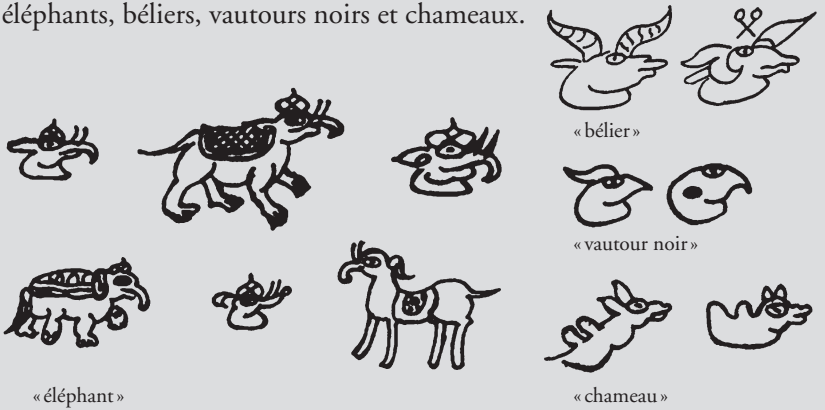 éléphants, béliers, vautours noirs et chameaux.
« bélier »
« vautour noir »
« éléphant »
« chameau »